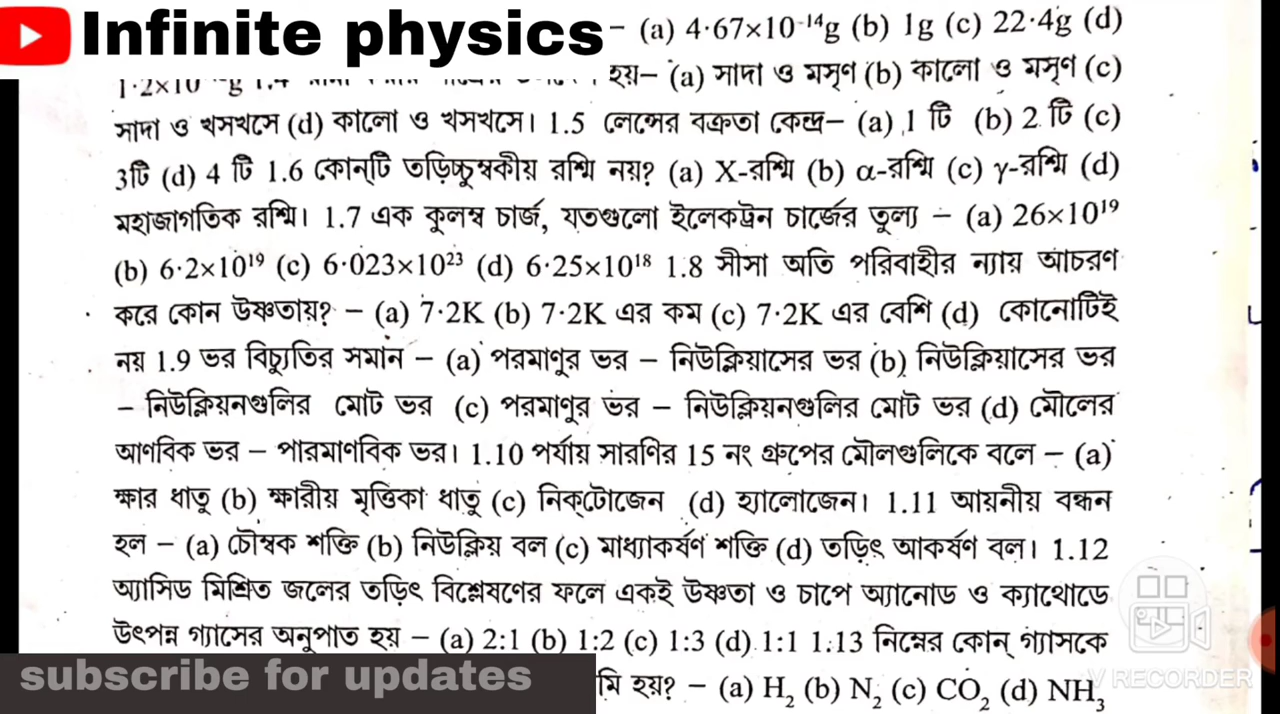 Infinite physics
– (a) 4·67×10⁻¹⁴g (b) 1g (c) 22·4g (d)
হয়– (a) সাদা ও মসৃণ (b) কালো ও মসৃণ (c)
সাদা ও খসখসে (d) কালো ও খসখসে। 1.5 লেন্সের বক্রতা কেন্দ্র– (a) 1 টি (b) 2 টি (c)
3টি (d) 4 টি 1.6 কোন্‌টি তড়িচ্চুম্বকীয় রশ্মি নয়? (a) X-রশ্মি (b) α-রশ্মি (c) γ-রশ্মি (d)
মহাজাগতিক রশ্মি। 1.7 এক কুলম্ব চার্জ, যতগুলো ইলেকট্রন চার্জের তুল্য – (a) 26×10¹⁹
(b) 6·2×10¹⁹ (c) 6·023×10²³ (d) 6·25×10¹⁸ 1.8 সীসা অতি পরিবাহীর ন্যায় আচরণ
করে কোন উষ্ণতায়? – (a) 7·2K (b) 7·2K এর কম (c) 7·2K এর বেশি (d) কোনোটিই
নয় 1.9 ভর বিচ্যুতির সমান – (a) পরমাণুর ভর – নিউক্লিয়াসের ভর (b) নিউক্লিয়াসের ভর
– নিউক্লিয়নগুলির মোট ভর (c) পরমাণুর ভর – নিউক্লিয়নগুলির মোট ভর (d) মৌলের
আণবিক ভর – পারমাণবিক ভর। 1.10 পর্যায় সারণির 15 নং গ্রুপের মৌলগুলিকে বলে – (a)
ক্ষার ধাতু (b) ক্ষারীয় মৃত্তিকা ধাতু (c) নিক্‌টোজেন (d) হ্যালোজেন। 1.11 আয়নীয় বন্ধন
হল – (a) চৌম্বক শক্তি (b) নিউক্লিয় বল (c) মাধ্যাকর্ষণ শক্তি (d) তড়িৎ আকর্ষণ বল। 1.12
অ্যাসিড মিশ্রিত জলের তড়িৎ বিশ্লেষণের ফলে একই উষ্ণতা ও চাপে অ্যানোড ও ক্যাথোডে
উৎপন্ন গ্যাসের অনুপাত হয় – (a) 2:1 (b) 1:2 (c) 1:3 (d) 1:1 1.13 নিম্নের কোন্ গ্যাসকে
হয়? – (a) H₂ (b) N₂ (c) CO₂ (d) NH₃
subscribe for updates
V RECORDER